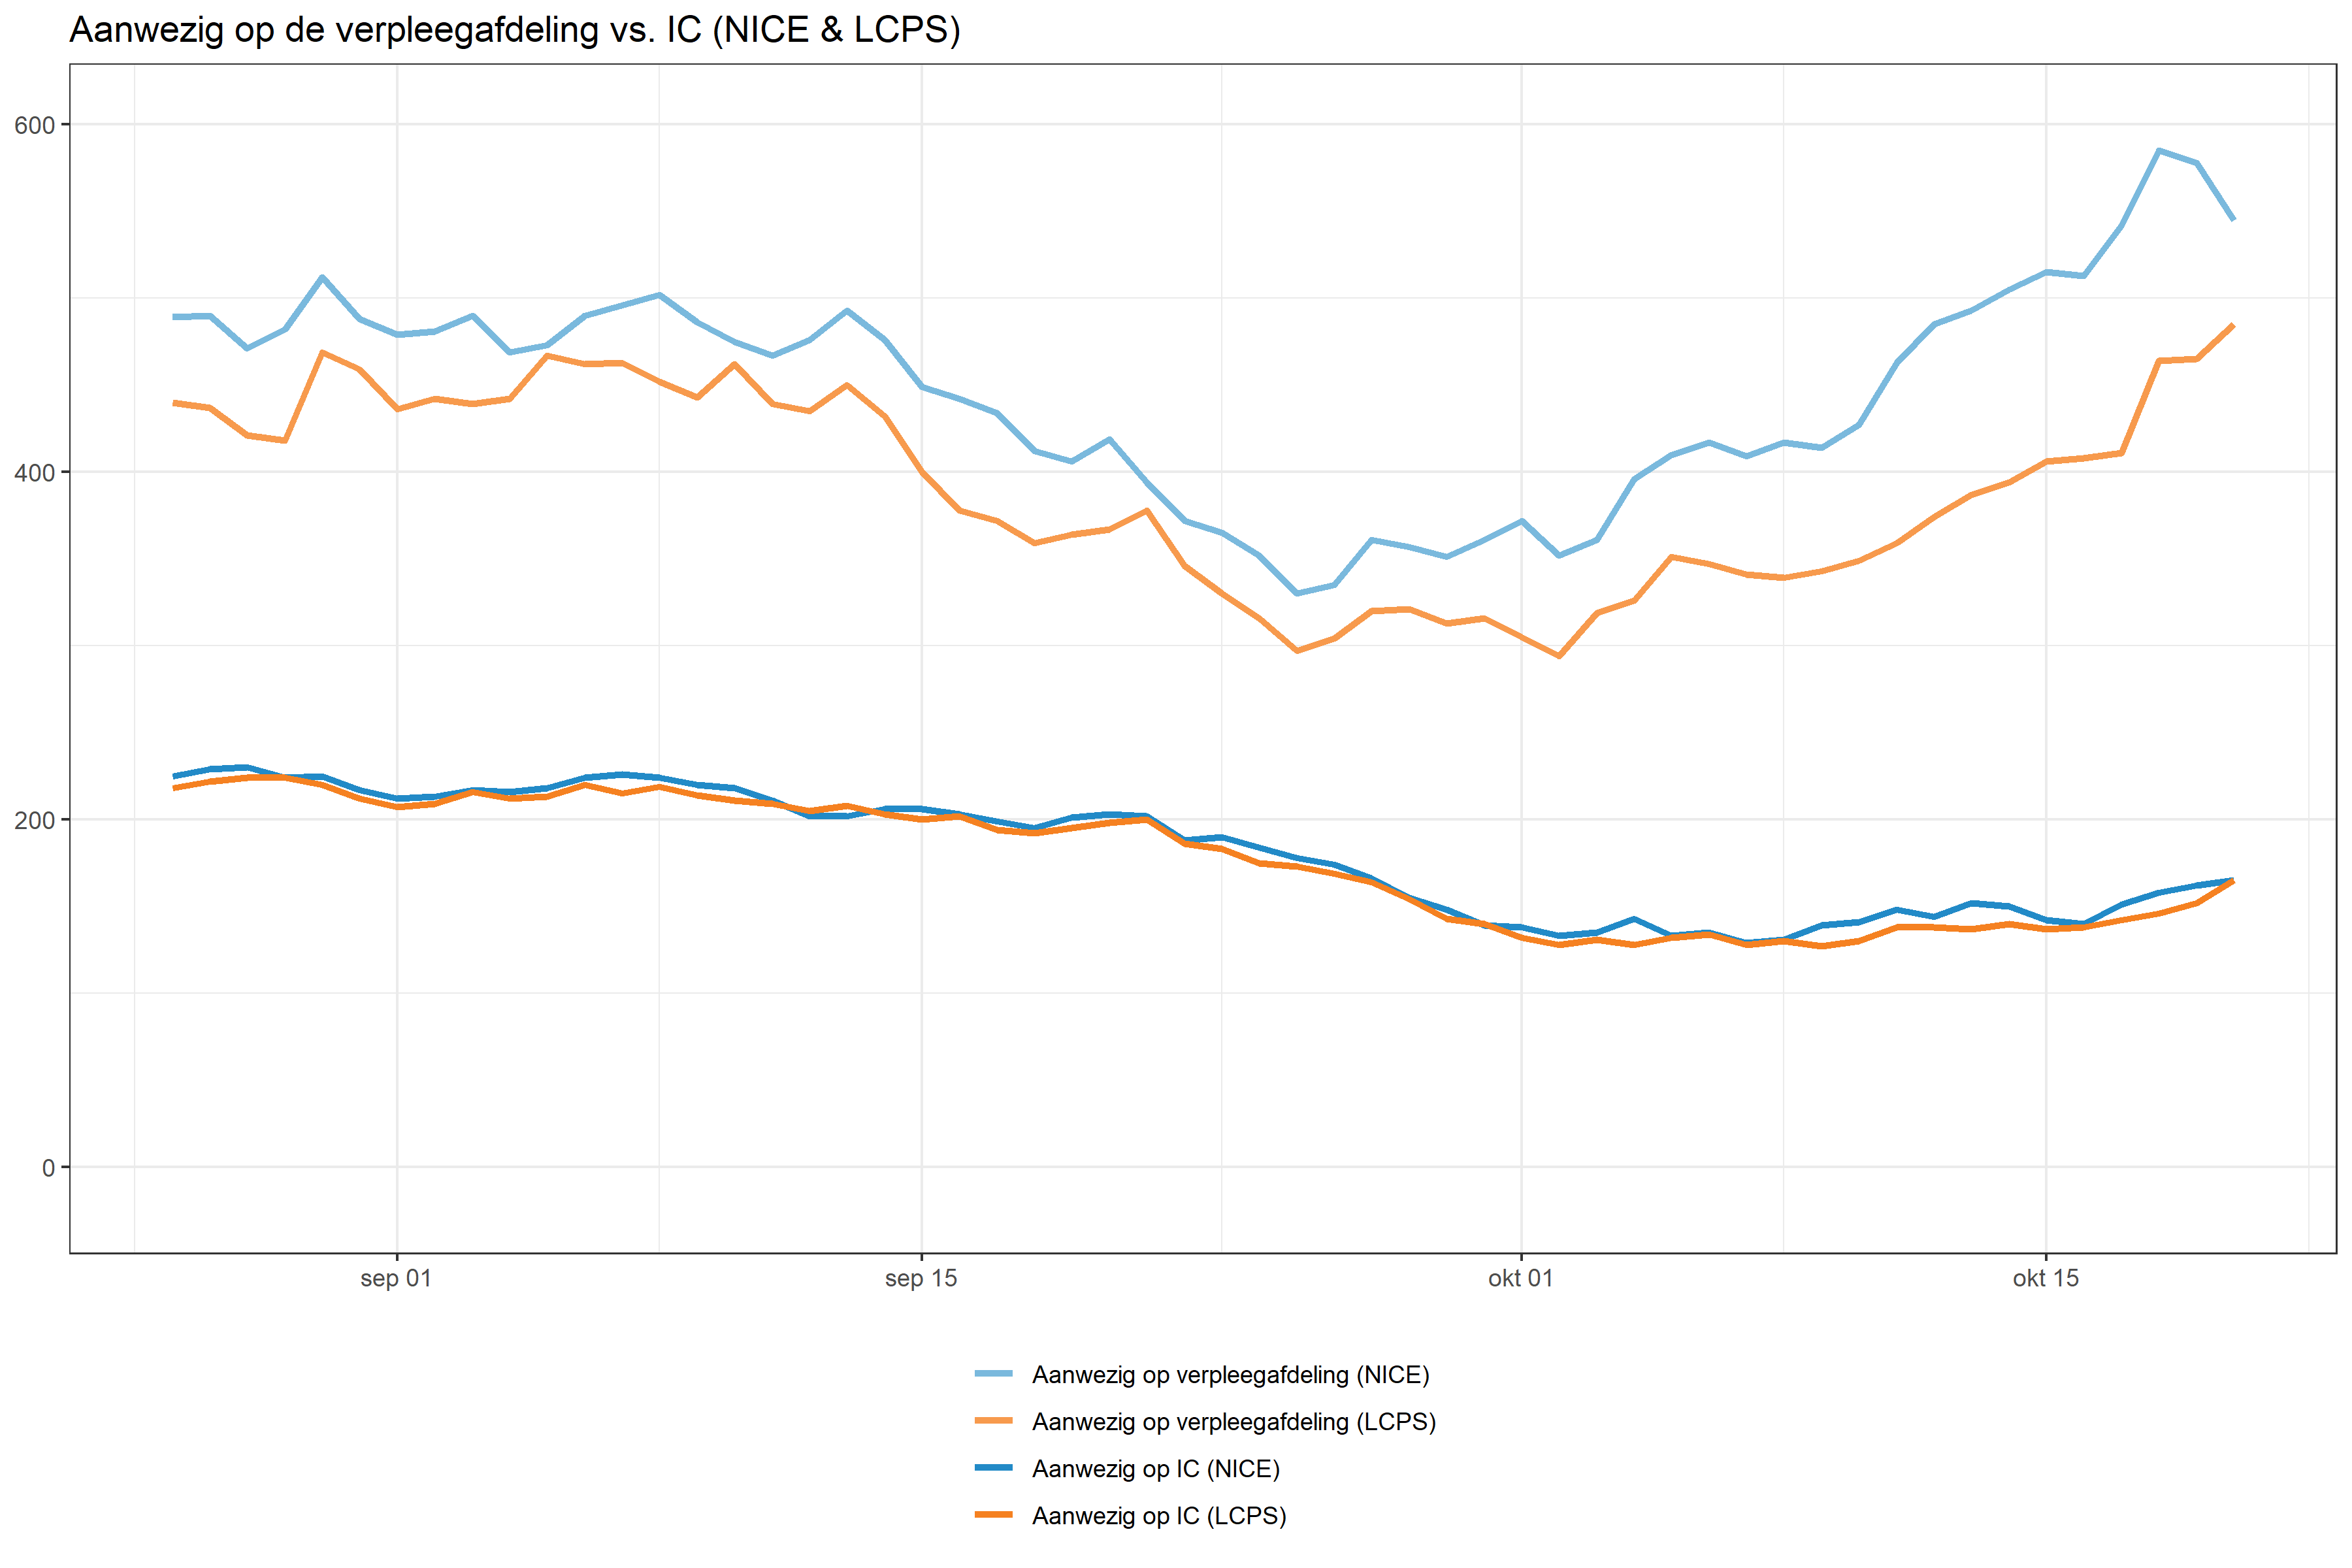 Aanwezig op de verpleegafdeling vs. IC (NICE & LCPS)
600
400
200
0
sep 01
sep 15
okt 01
okt 15
Aanwezig op verpleegafdeling (NICE)
Aanwezig op verpleegafdeling (LCPS)
Aanwezig op IC (NICE)
Aanwezig op IC (LCPS)